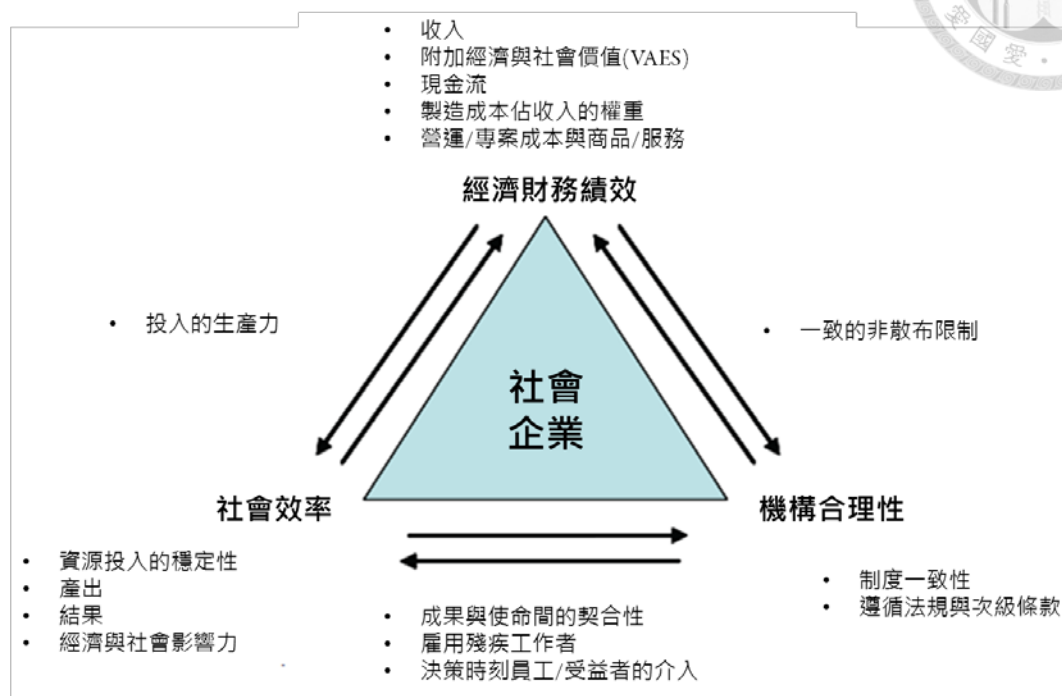 • 收入
• 附加經濟與社會價值(VAES)
• 現金流
• 製造成本佔收入的權重
• 營運/專案成本與商品/服務
經濟財務績效
• 投入的生產力
• 一致的非散布限制
社會
企業
社會效率
機構合理性
• 資源投入的穩定性
• 產出
• 結果
• 經濟與社會影響力
• 成果與使命間的契合性
• 雇用殘疾工作者
• 決策時刻員工/受益者的介入
• 制度一致性
• 遵循法規與次級條款
愛國愛